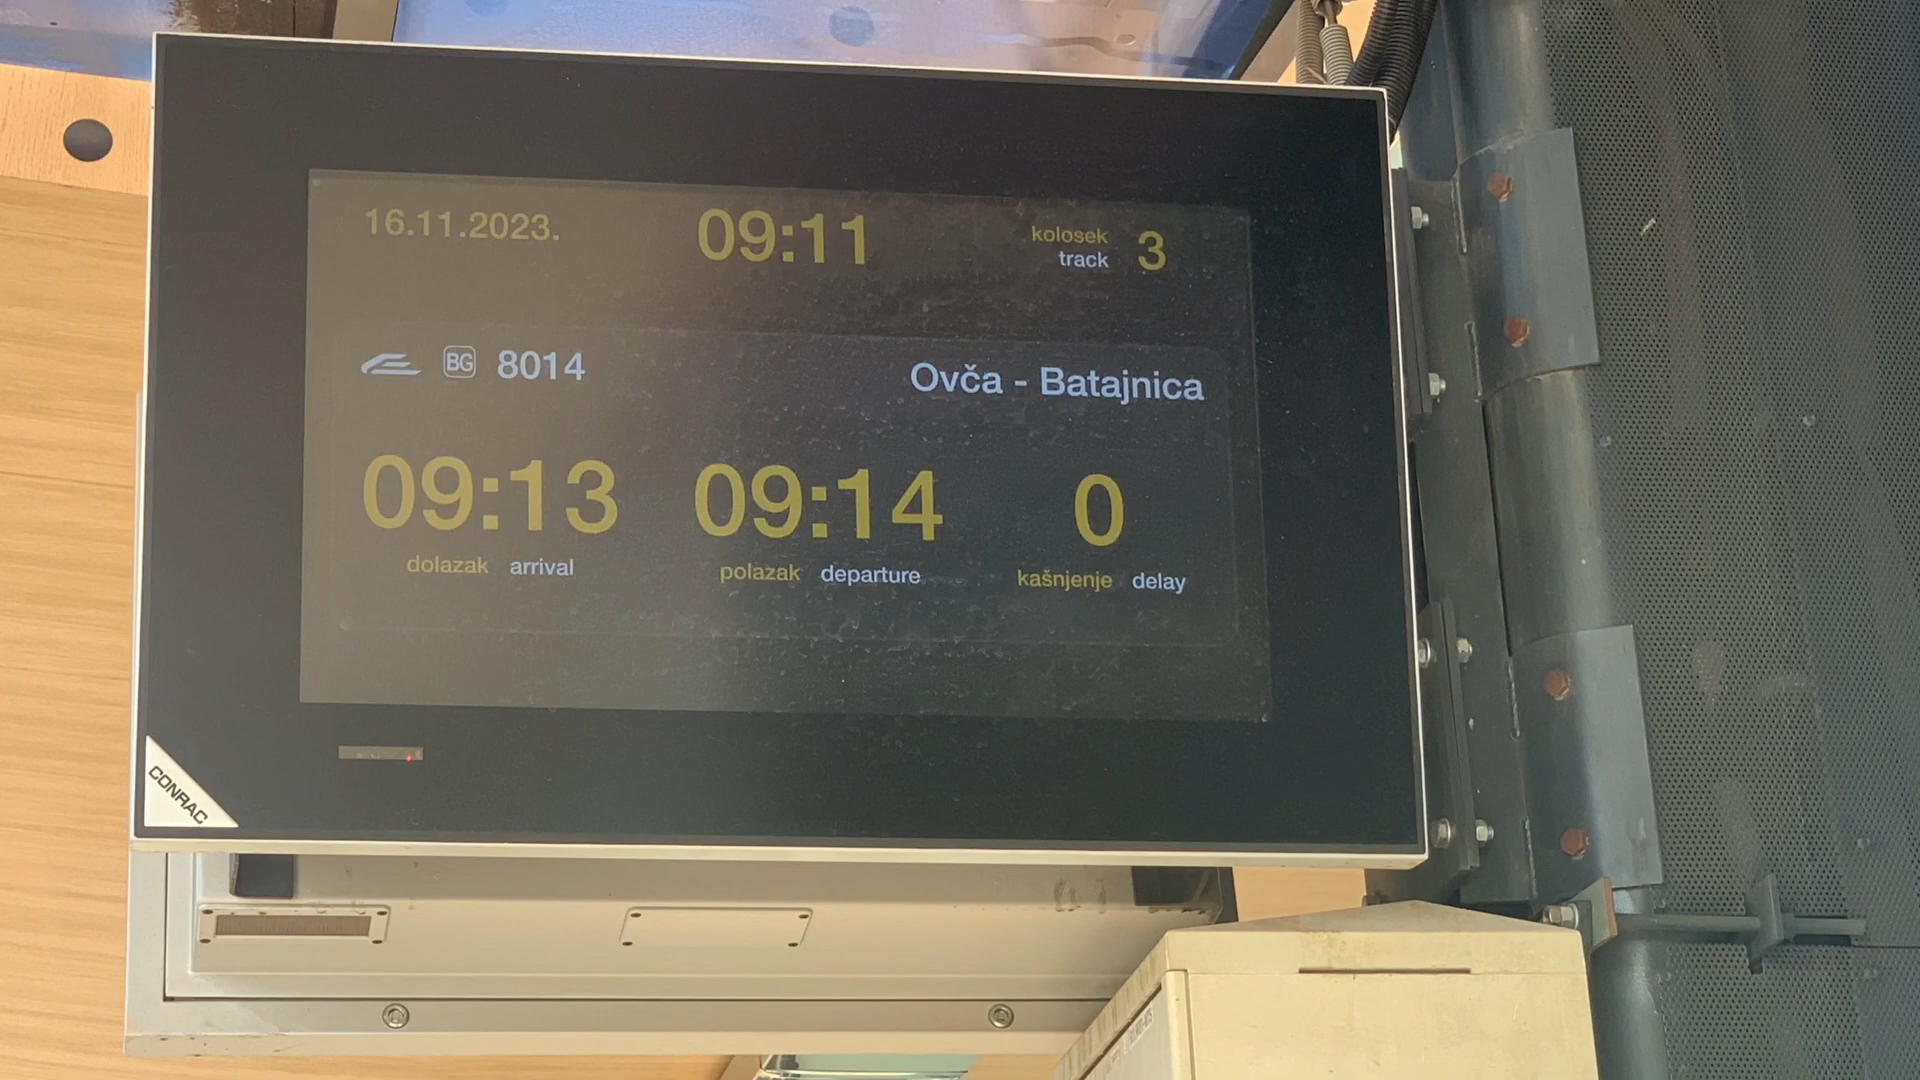 16.11.2023. 09:11 kolosek 3
track
BG 8014 Ovča - Batajnica
09:13 09:14 0
dolazak arrival polazak departure kašnjenje delay
CONRAC